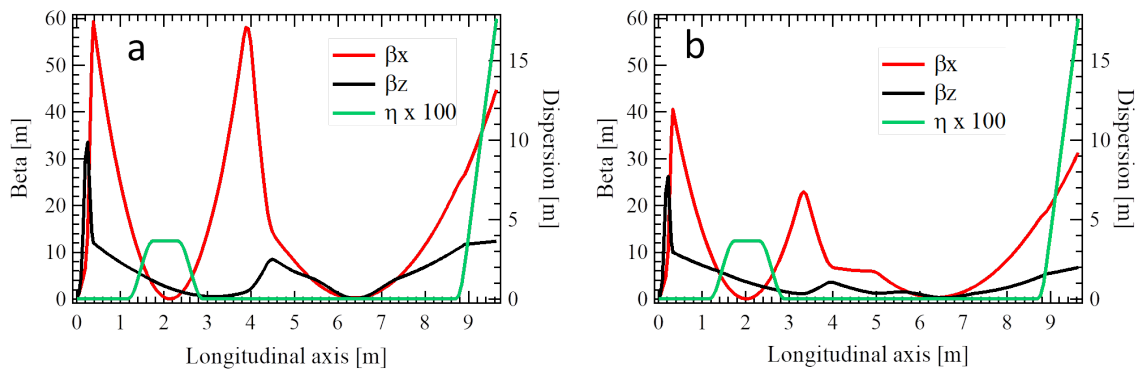 a
βx
βz
η x 100
Beta [m]
60
50
40
30
20
10
0
15
10
5
0
Dispersion [m]
0 1 2 3 4 5 6 7 8 9
Longitudinal axis [m]
b
βx
βz
η x 100
Beta [m]
60
50
40
30
20
10
0
15
10
5
0
Dispersion [m]
0 1 2 3 4 5 6 7 8 9
Longitudinal axis [m]